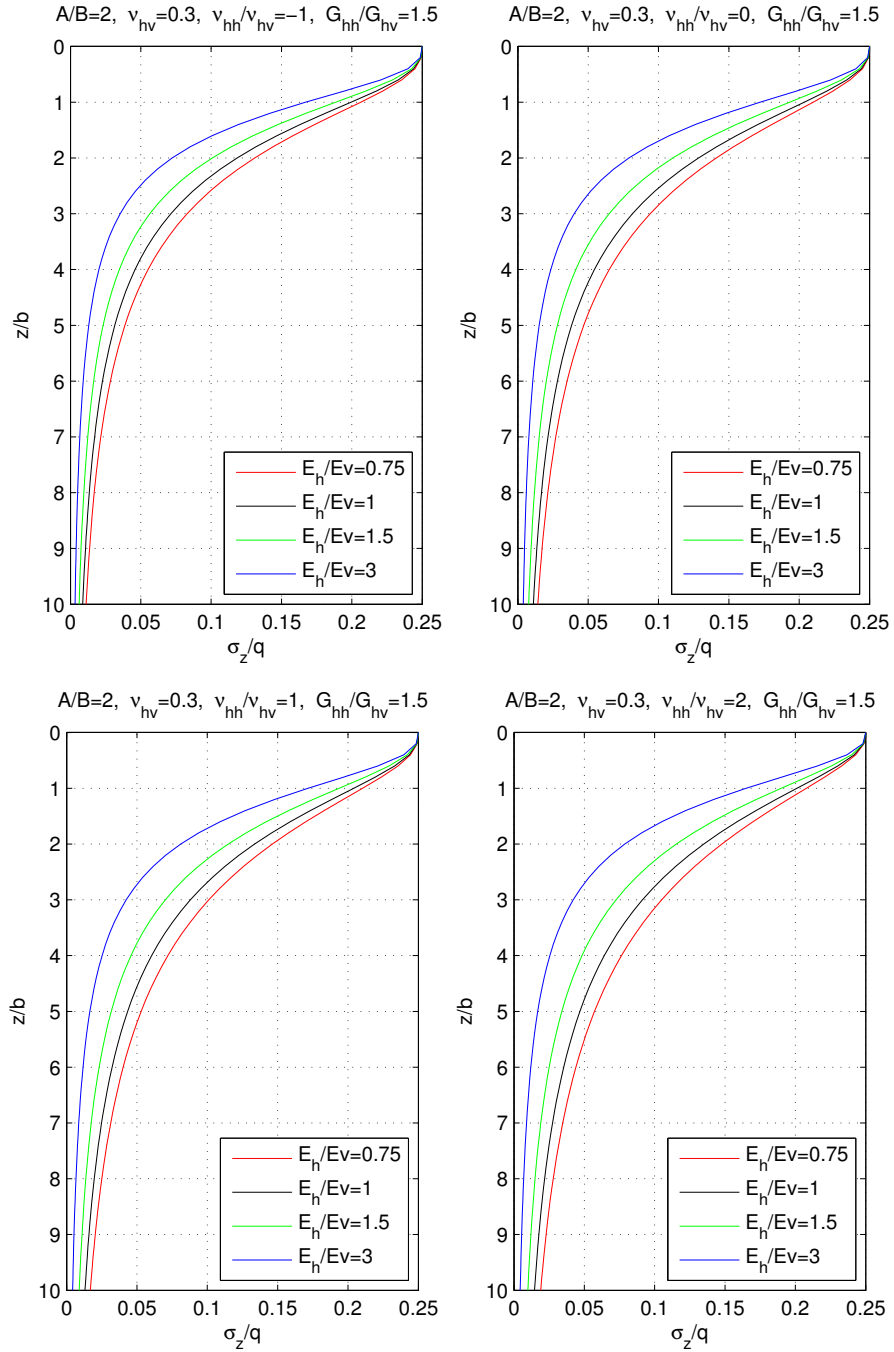 A/B=2, ν_hv=0.3, ν_hh/ν_hv=−1, G_hh/G_hv=1.5
0
1
2
3
4
5
6
7
8
9
10
z/b
E_h/Ev=0.75
E_h/Ev=1
E_h/Ev=1.5
E_h/Ev=3
0 0.05 0.1 0.15 0.2 0.25
σ_z/q
A/B=2, ν_hv=0.3, ν_hh/ν_hv=0, G_hh/G_hv=1.5
0
1
2
3
4
5
6
7
8
9
10
z/b
E_h/Ev=0.75
E_h/Ev=1
E_h/Ev=1.5
E_h/Ev=3
0 0.05 0.1 0.15 0.2 0.25
σ_z/q
A/B=2, ν_hv=0.3, ν_hh/ν_hv=1, G_hh/G_hv=1.5
0
1
2
3
4
5
6
7
8
9
10
z/b
E_h/Ev=0.75
E_h/Ev=1
E_h/Ev=1.5
E_h/Ev=3
0 0.05 0.1 0.15 0.2 0.25
σ_z/q
A/B=2, ν_hv=0.3, ν_hh/ν_hv=2, G_hh/G_hv=1.5
0
1
2
3
4
5
6
7
8
9
10
z/b
E_h/Ev=0.75
E_h/Ev=1
E_h/Ev=1.5
E_h/Ev=3
0 0.05 0.1 0.15 0.2 0.25
σ_z/q